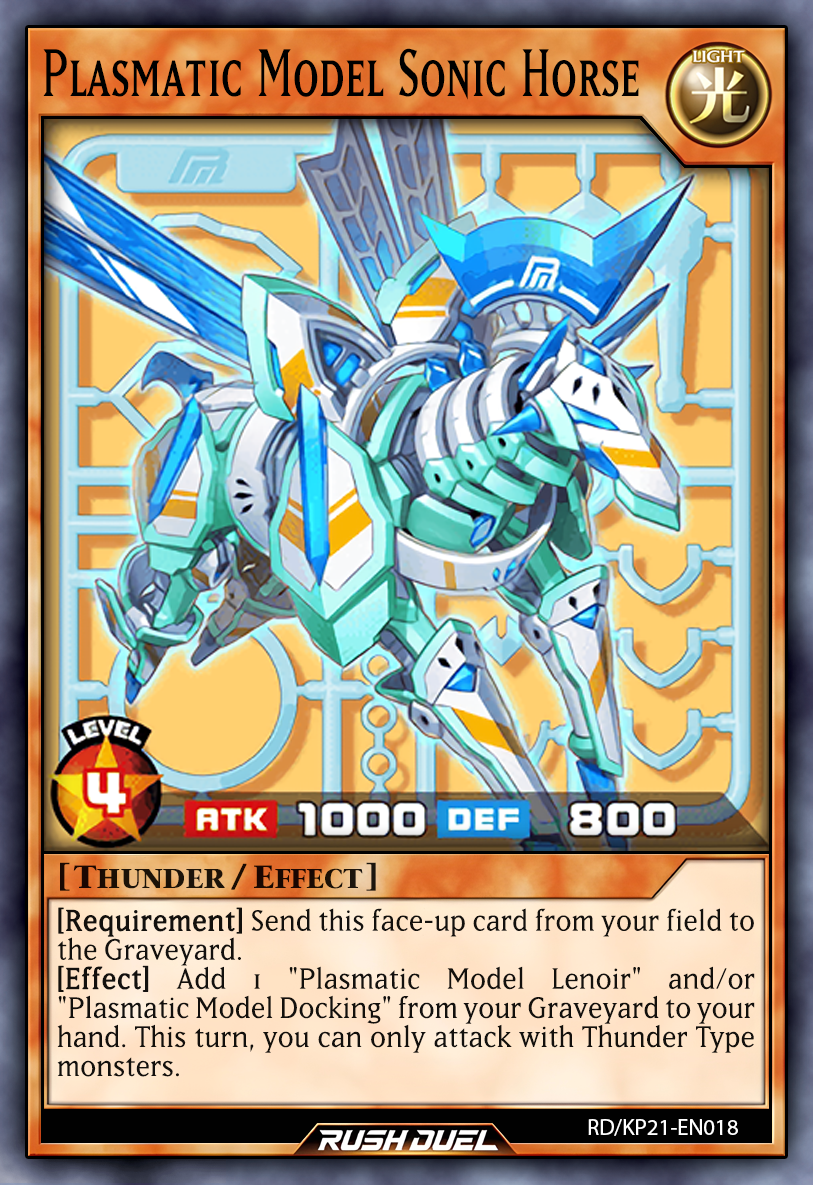 Plasmatic Model Sonic Horse
LIGHT
光
LEVEL
4
ATK 1000 DEF 800
[Thunder / Effect]
[Requirement] Send this face-up card from your field to
the Graveyard.
[Effect] Add 1 "Plasmatic Model Lenoir" and/or
"Plasmatic Model Docking" from your Graveyard to your
hand. This turn, you can only attack with Thunder Type
monsters.
RD/KP21-EN018
RUSH DUEL